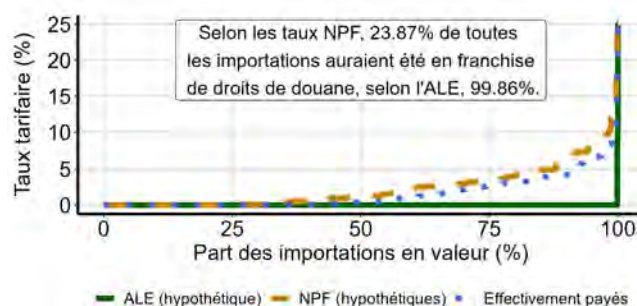 Taux tarifaire (%)
25
20
15
10
5
0
Selon les taux NPF, 23.87% de toutes
les importations auraient été en franchise
de droits de douane, selon l'ALE, 99.86%.
0 25 50 75 100
Part des importations en valeur (%)
ALE (hypothétique) NPF (hypothétiques) Effectivement payés